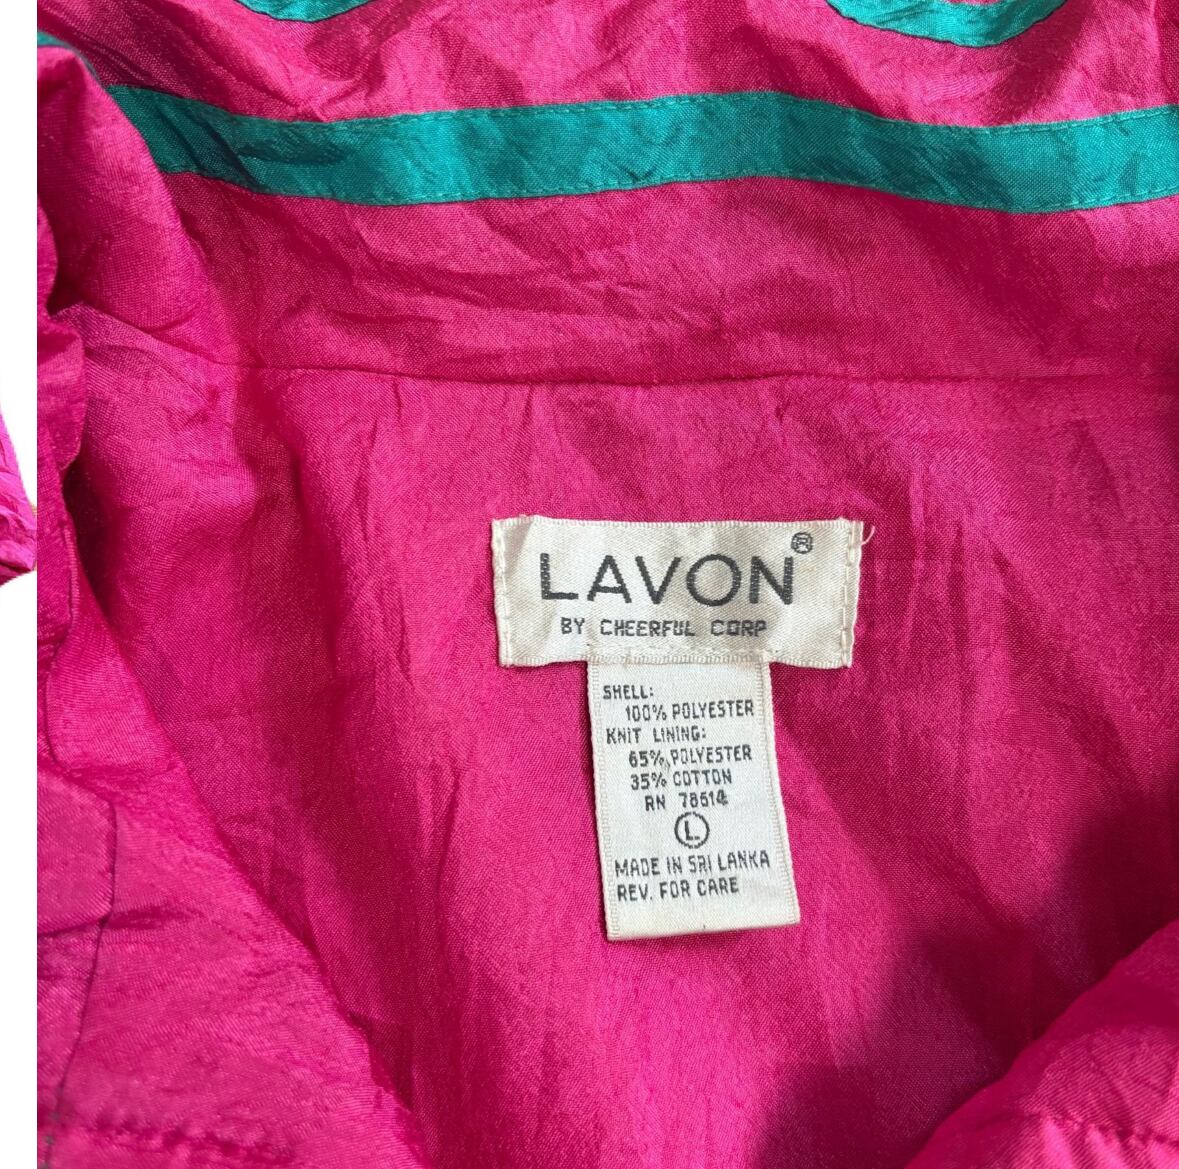 LAVON®
BY CHEERFUL CORP
SHELL:
100% POLYESTER
KNIT LINING:
65% POLYESTER
35% COTTON
RN 78614
L
MADE IN SRI LANKA
REV. FOR CARE